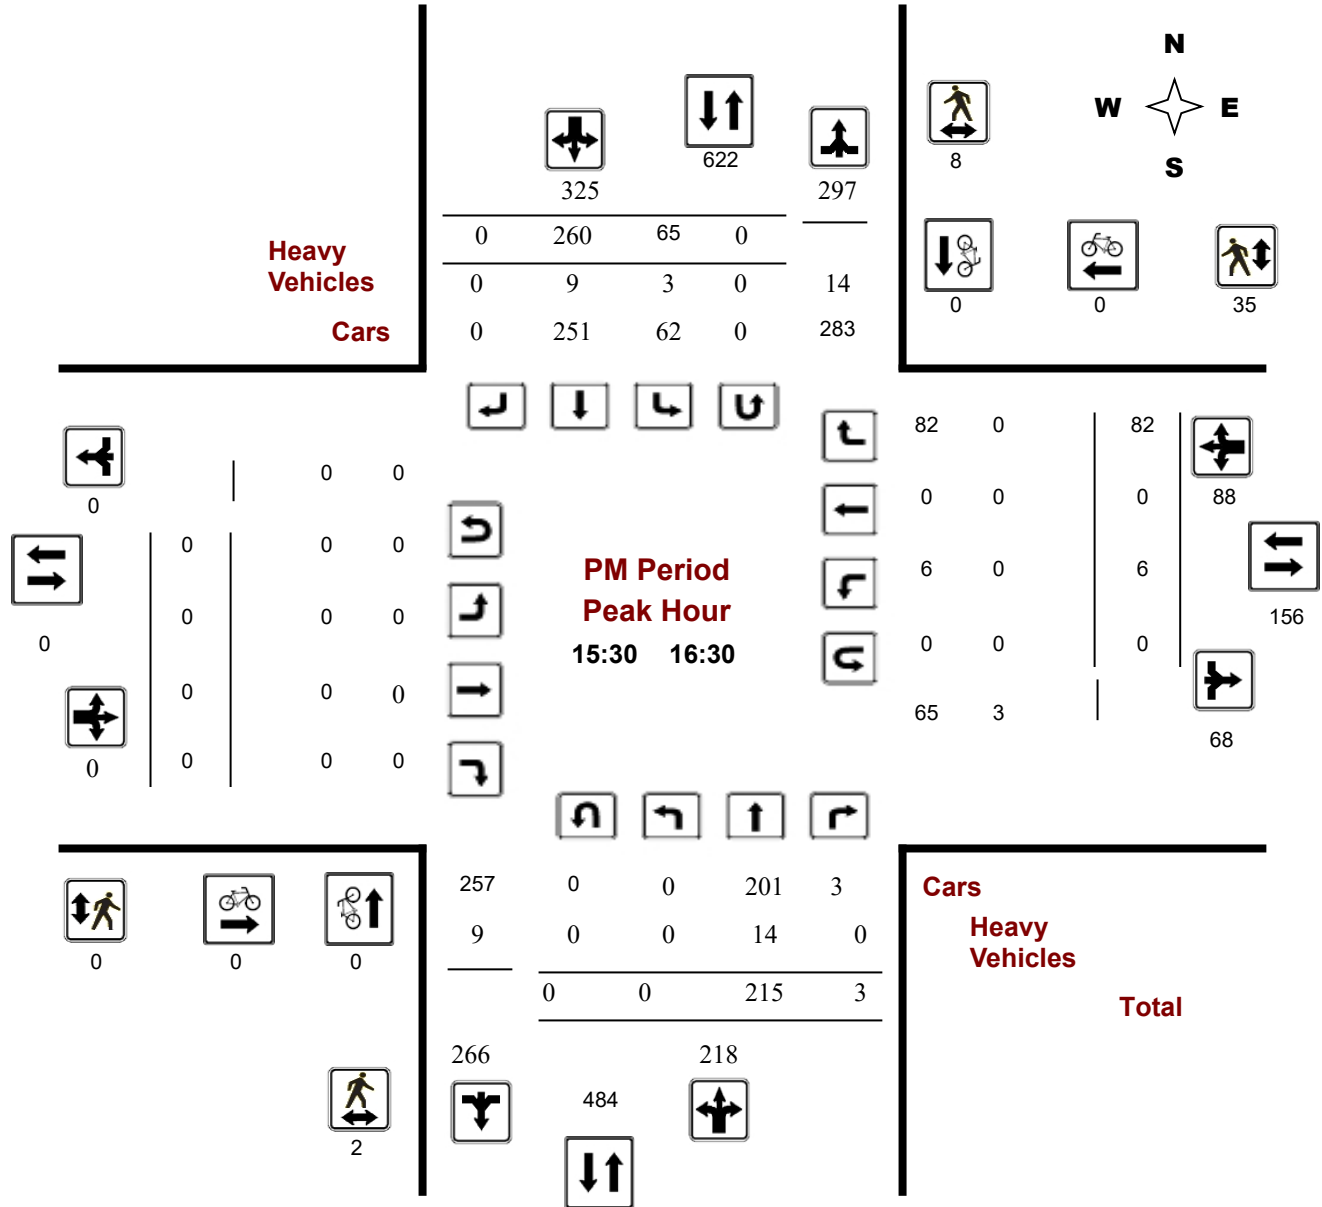 N
W E
S
622
8
325 297
0 260 65 0
Heavy
Vehicles 0 9 3 0 14
Cars 0 251 62 0 283
0 0 35
82 0 82
0 0 0
0 0 0 88
0 0 0
PM Period
Peak Hour
15:30 16:30
6 0 6
156
0 0 0
0
0 0 0
0 0 0
65 3
68
0
0 0 0
257 0 0 201 3
Cars
9 0 0 14 0
Heavy
Vehicles
0 0 0
0 0 215 3
Total
266 218
484
2